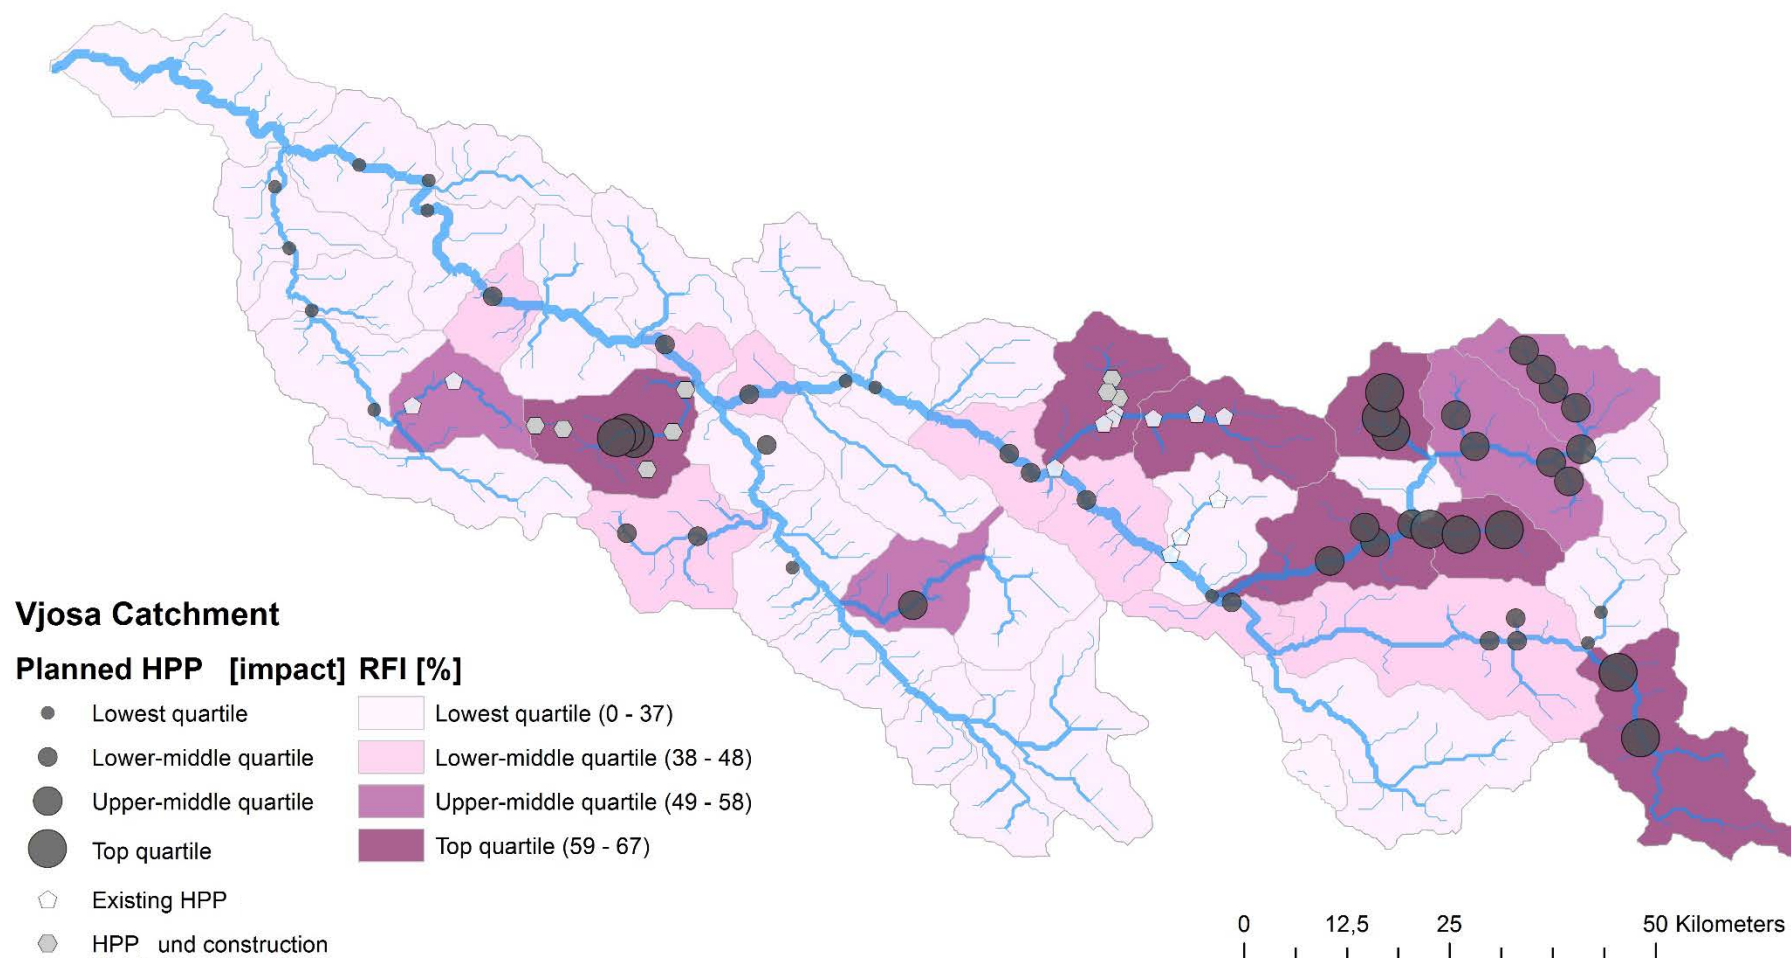 Vjosa Catchment
Planned HPP [impact] RFI [%]
Lowest quartile Lowest quartile (0 - 37)
Lower-middle quartile Lower-middle quartile (38 - 48)
Upper-middle quartile Upper-middle quartile (49 - 58)
Top quartile Top quartile (59 - 67)
Existing HPP
HPP und construction
0 12,5 25 50 Kilometers